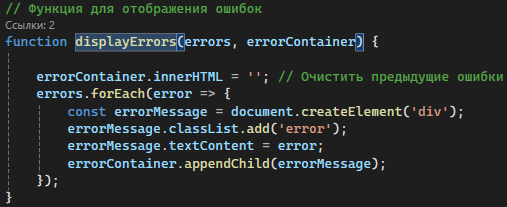 // Функция для отображения ошибок
Ссылки: 2
function displayErrors(errors, errorContainer) {
errorContainer.innerHTML = ''; // Очистить предыдущие ошибки
errors.forEach(error => {
const errorMessage = document.createElement('div');
errorMessage.classList.add('error');
errorMessage.textContent = error;
errorContainer.appendChild(errorMessage);
});
}